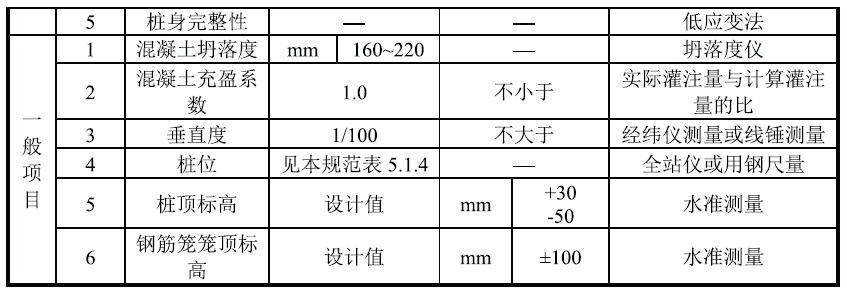 5 桩身完整性 — — 低应变法
一般项目
1 混凝土坍落度 mm 160~220 — 坍落度仪
2 混凝土充盈系数 1.0 不小于 实际灌注量与计算灌注量的比
3 垂直度 1/100 不大于 经纬仪测量或线锤测量
4 桩位 见本规范表 5.1.4 — 全站仪或用钢尺量
5 桩顶标高 设计值 mm +30 -50 水准测量
6 钢筋笼笼顶标高 设计值 mm ±100 水准测量